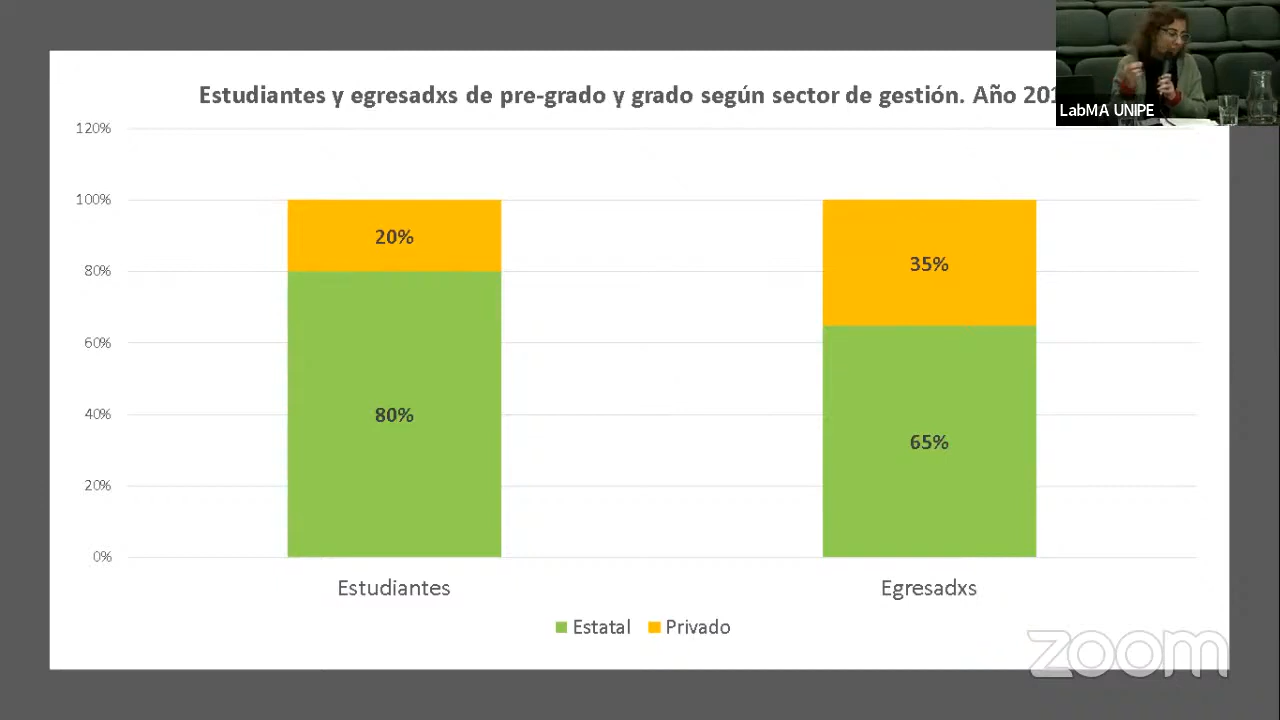 Estudiantes y egresadxs de pre-grado y grado según sector de gestión. Año
LabMA UNIPE
120%
100%
80%
60%
40%
20%
0%
20%
80%
35%
65%
Estudiantes
Egresadxs
Estatal
Privado
zoom